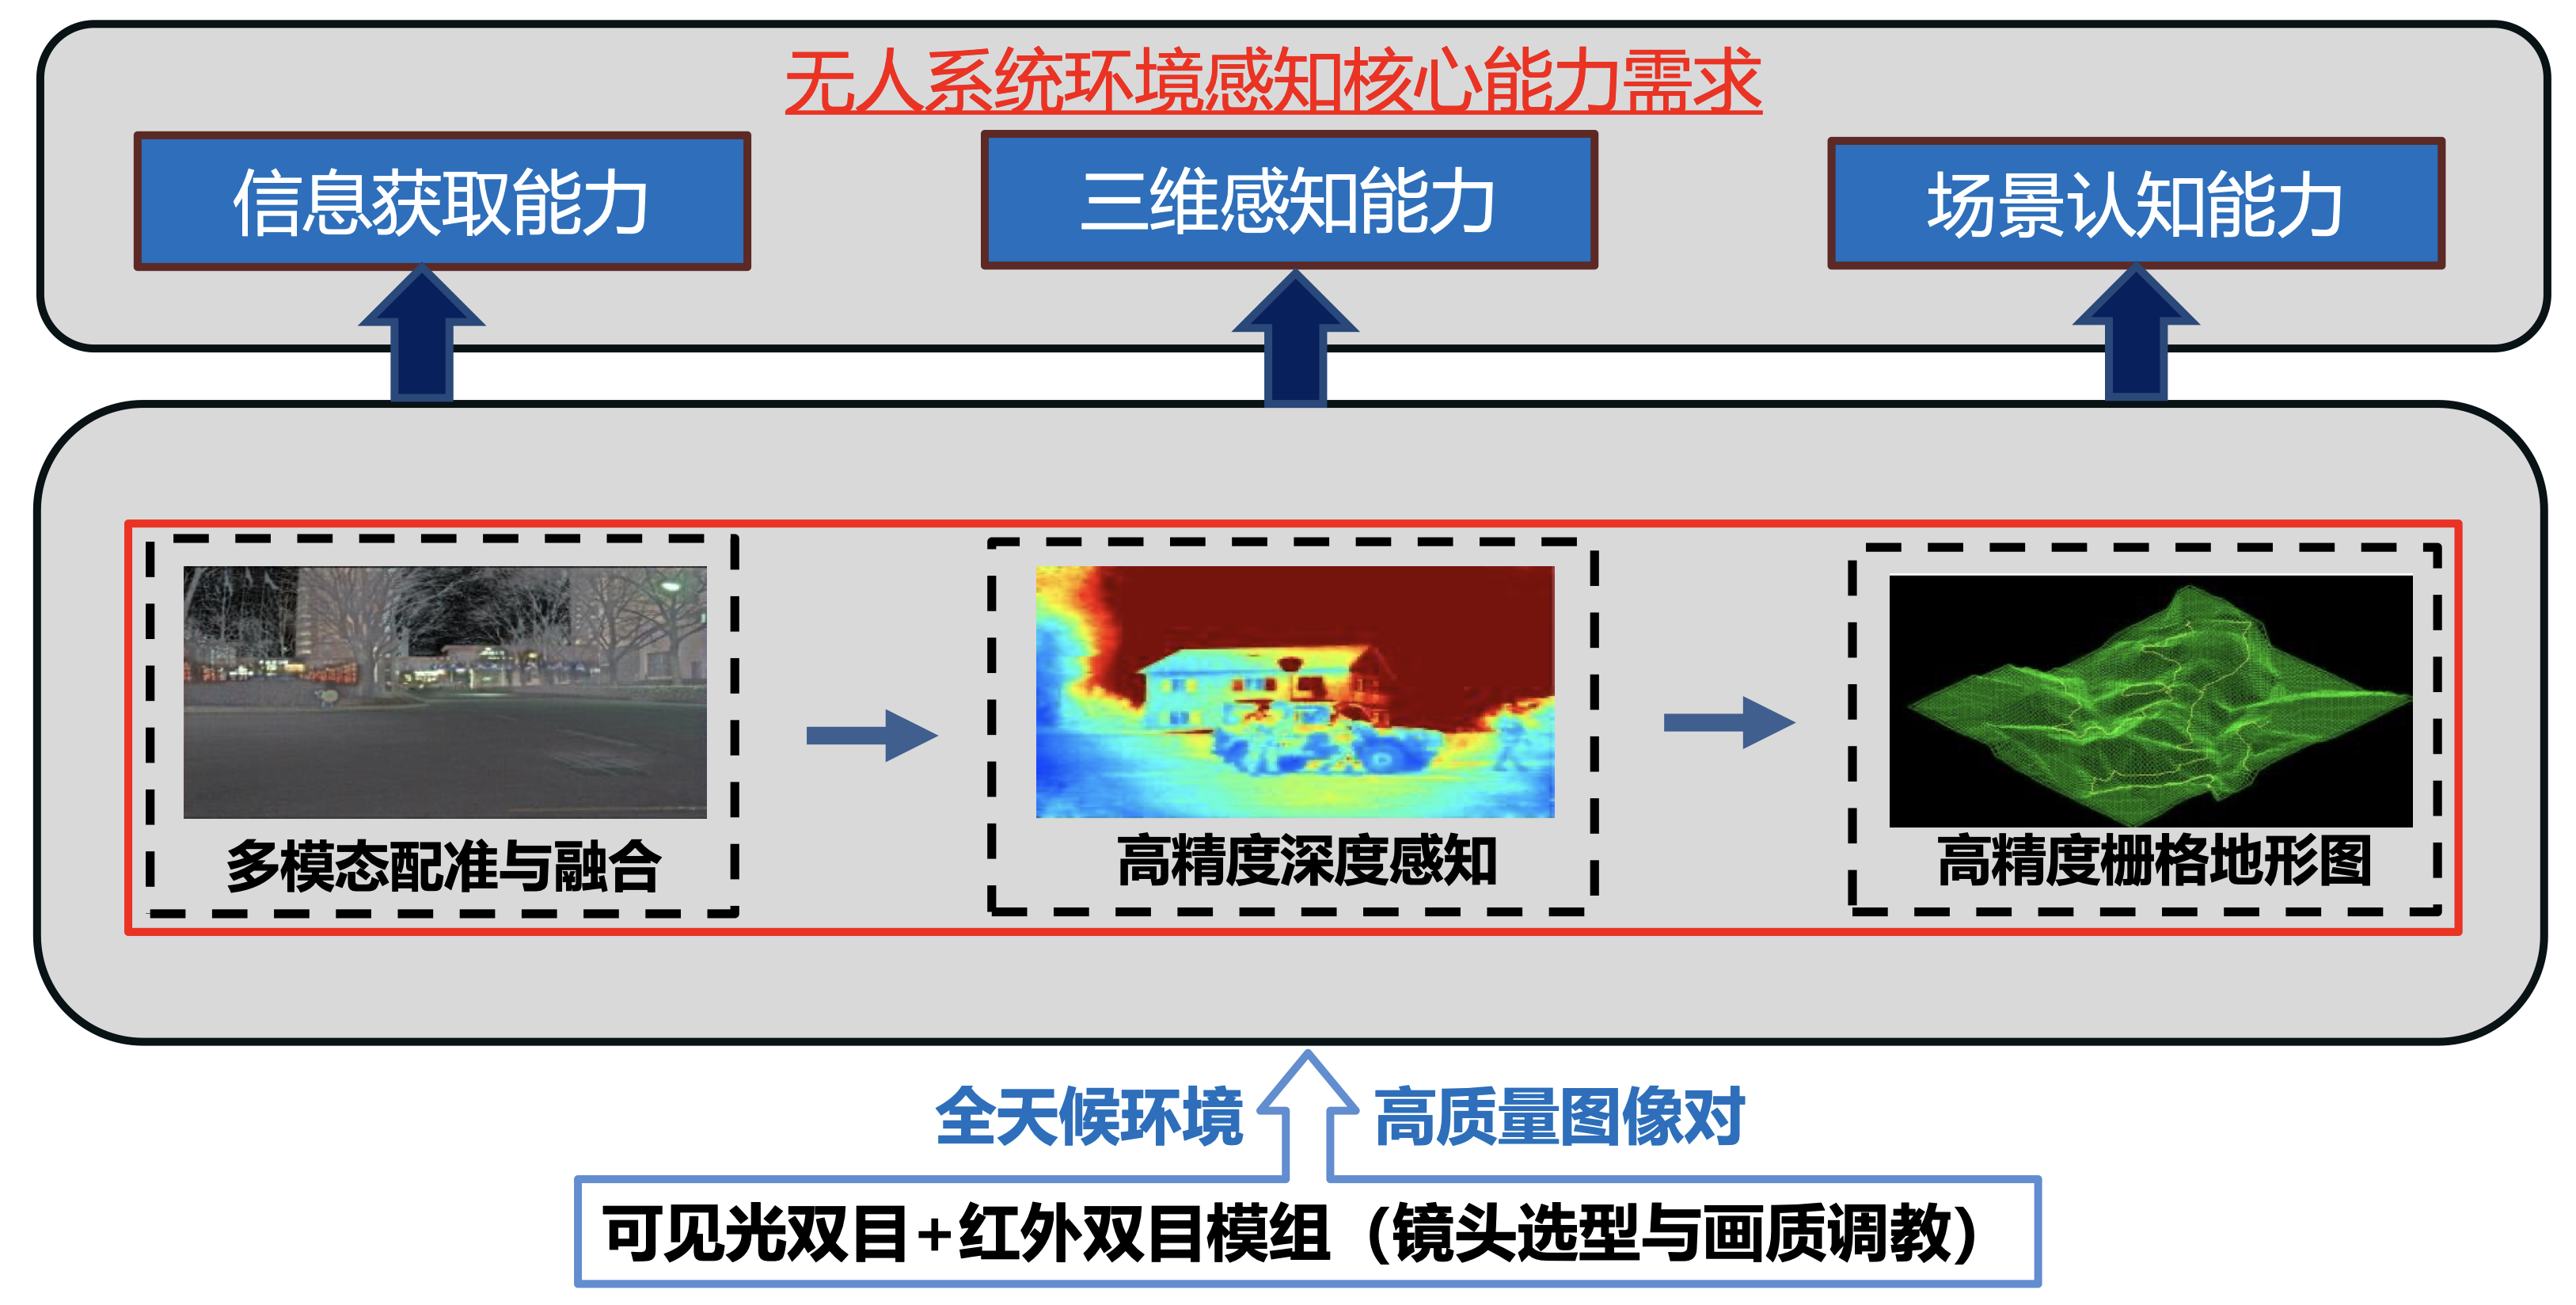 无人系统环境感知核心能力需求
信息获取能力
三维感知能力
场景认知能力
多模态配准与融合
高精度深度感知
高精度栅格地形图
全天候环境
高质量图像对
可见光双目+红外双目模组（镜头选型与画质调教）